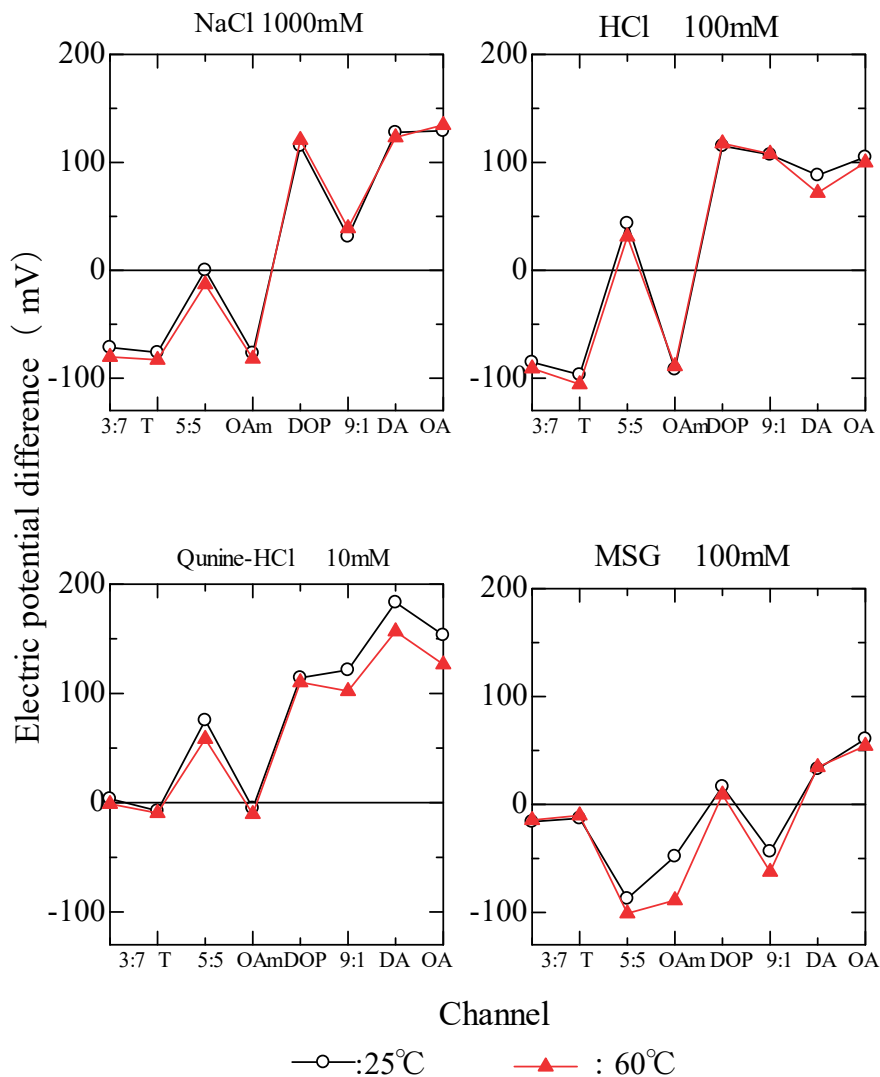 NaCl 1000mM
HCl 100mM
200
100
0
-100
3:7 T 5:5 OAm DOP 9:1 DA OA
200
100
0
-100
3:7 T 5:5 OAm DOP 9:1 DA OA
Electric potential difference ( mV)
Qunine-HCl 10mM
MSG 100mM
200
100
0
-100
3:7 T 5:5 OAm DOP 9:1 DA OA
200
100
0
-100
3:7 T 5:5 OAm DOP 9:1 DA OA
Channel
:25℃ : 60℃